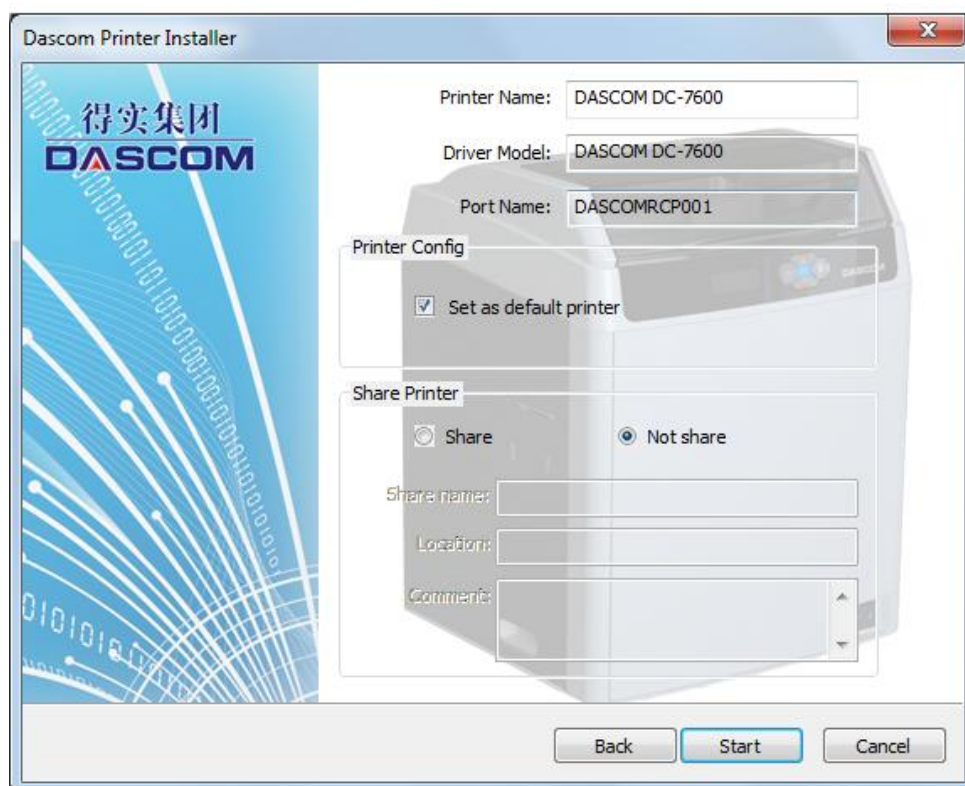 Dascom Printer Installer
得实集团
DASCOM
Printer Name: DASCOM DC-7600
Driver Model: DASCOM DC-7600
Port Name: DASCOMRCP001
Printer Config
Set as default printer
Share Printer
Share Not share
Share name:
Location:
Comment:
Back Start Cancel